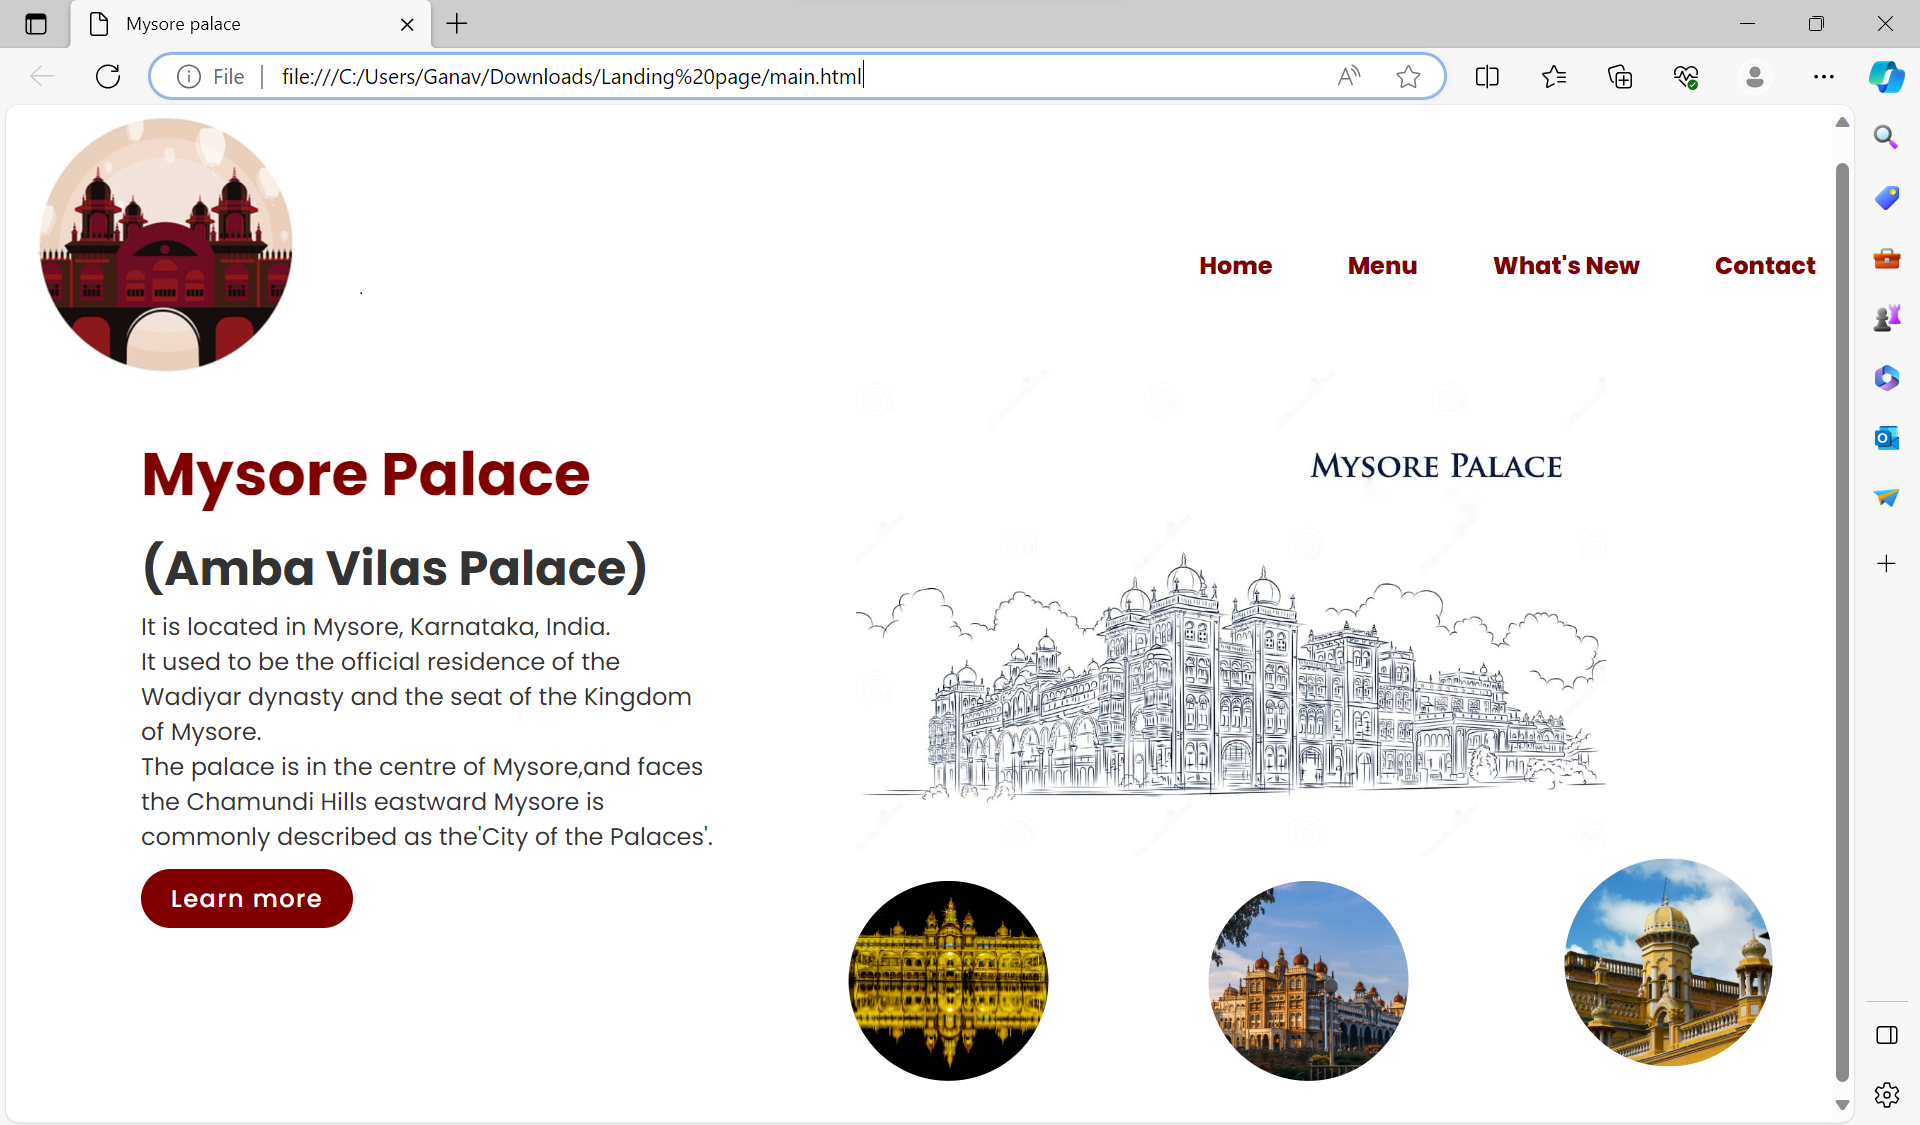 Mysore palace
File
file:///C:/Users/Ganav/Downloads/Landing%20page/main.html
Home Menu What's New Contact
.
Mysore Palace
(Amba Vilas Palace)
It is located in Mysore, Karnataka, India.
It used to be the official residence of the
Wadiyar dynasty and the seat of the Kingdom
of Mysore.
The palace is in the centre of Mysore,and faces
the Chamundi Hills eastward Mysore is
commonly described as the'City of the Palaces'.
Learn more
MYSORE PALACE